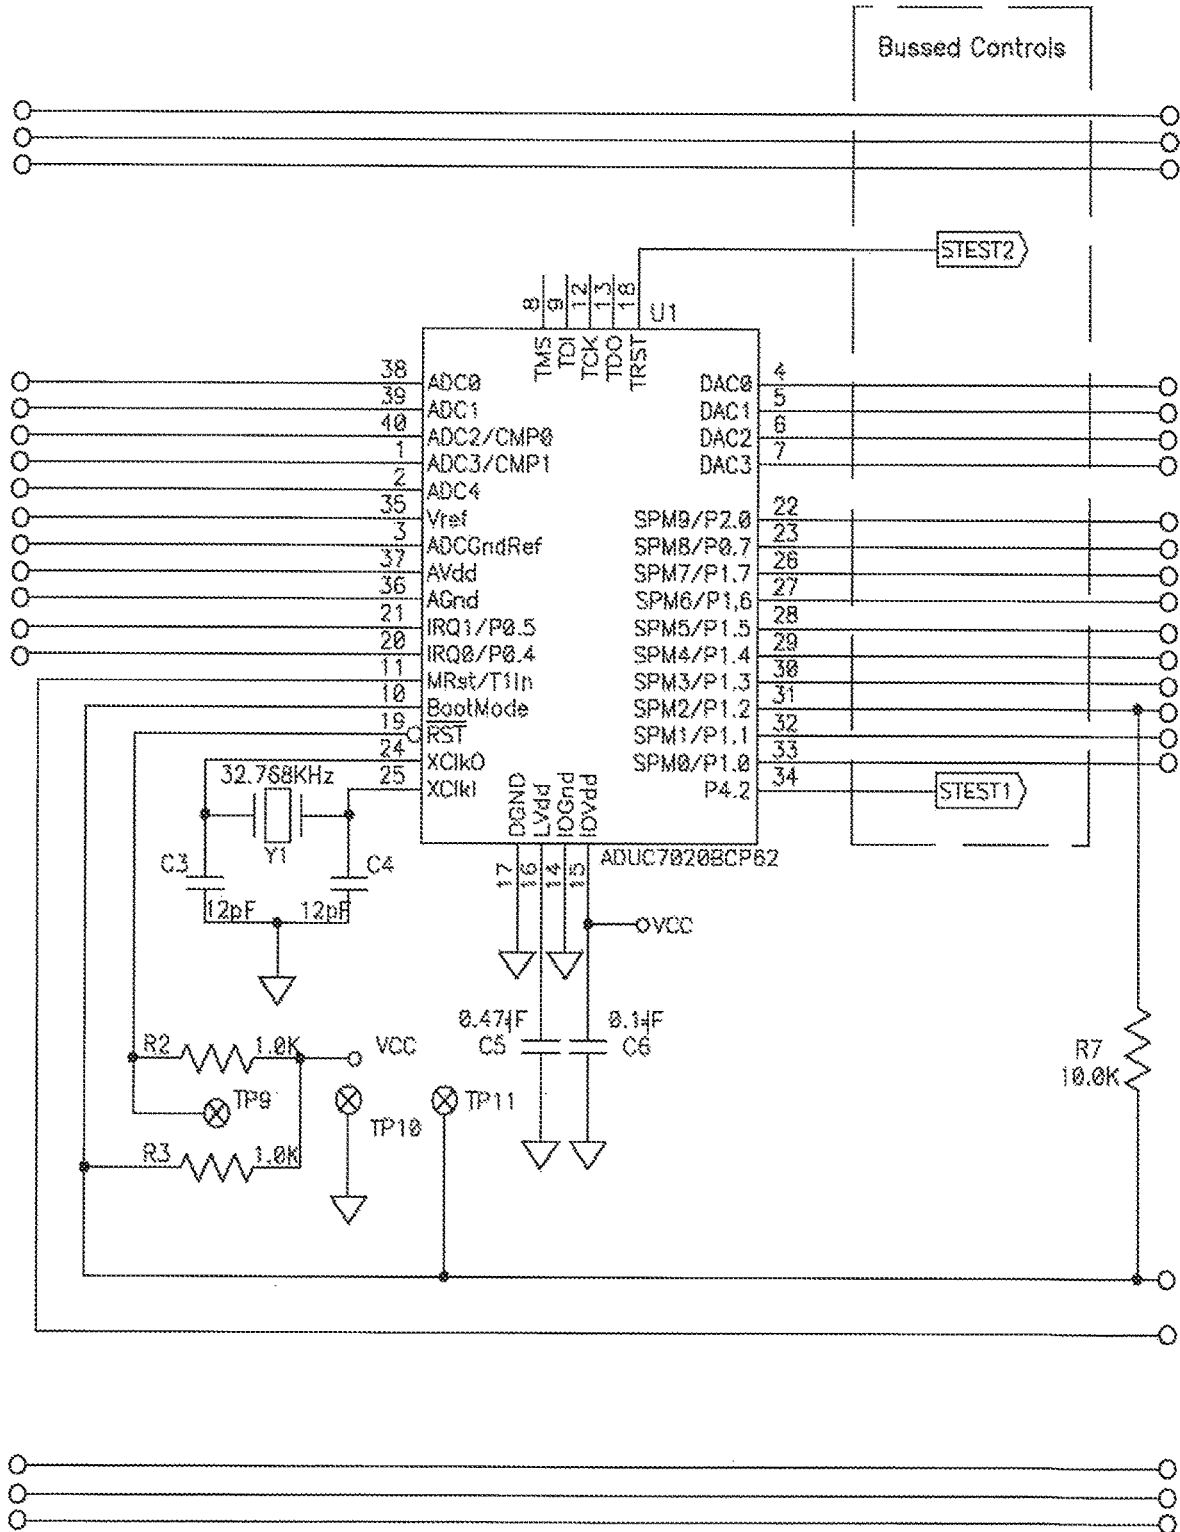 Bussed Controls
STEST2
8
9
12
13
18
U1
TMS
TDI
TCK
TDO
TRST
38
ADC0
39
ADC1
40
ADC2/CMP0
1
ADC3/CMP1
2
ADC4
35
Vref
3
ADCGndRef
37
AVdd
36
AGnd
21
IRQ1/P0.5
20
IRQ0/P0.4
11
MRst/T1In
10
BootMode
19
RST
24
XClkO
25
XClkI
4
DAC0
5
DAC1
6
DAC2
7
DAC3
22
SPM9/P2.0
23
SPM8/P0.7
26
SPM7/P1.7
27
SPM6/P1.6
28
SPM5/P1.5
29
SPM4/P1.4
30
SPM3/P1.3
31
SPM2/P1.2
32
SPM1/P1.1
33
SPM0/P1.0
34
P4.2
STEST1
DGND
LVdd
IOGnd
IOVdd
17
16
14
15
ADUC7020BCP62
32.768KHz
Y1
C3
C4
12pF
12pF
VCC
0.47µF
C5
0.1µF
C6
R2
1.0K
VCC
TP9
TP10
TP11
R3
1.0K
R7
10.0K